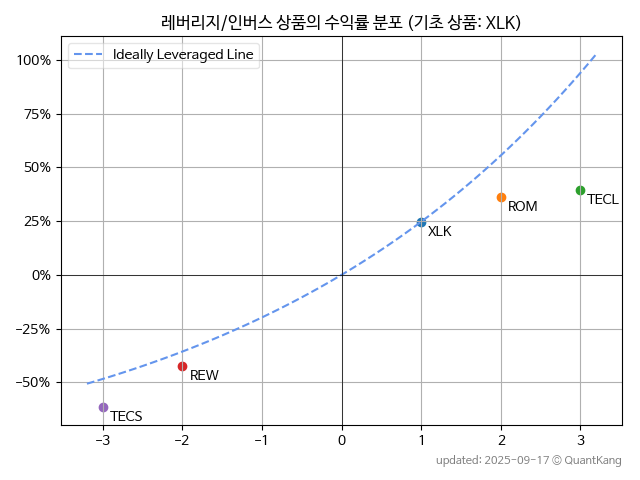 레버리지/인버스 상품의 수익률 분포 (기초 상품: XLK)
Ideally Leveraged Line
100%
75%
50%
25%
0%
−25%
−50%
TECL
ROM
XLK
REW
TECS
−3 −2 −1 0 1 2 3
updated: 2025-09-17 © QuantKang